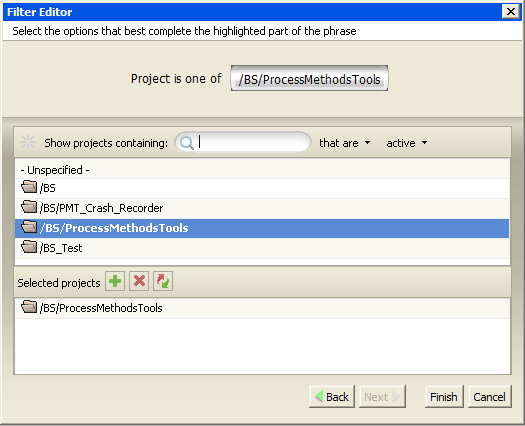 Filter Editor
Select the options that best complete the highlighted part of the phrase
Project is one of /BS/ProcessMethodsTools
Show projects containing: that are active
- Unspecified -
/BS
/BS/PMT_Crash_Recorder
/BS/ProcessMethodsTools
/BS_Test
Selected projects
/BS/ProcessMethodsTools
Back Next Finish Cancel